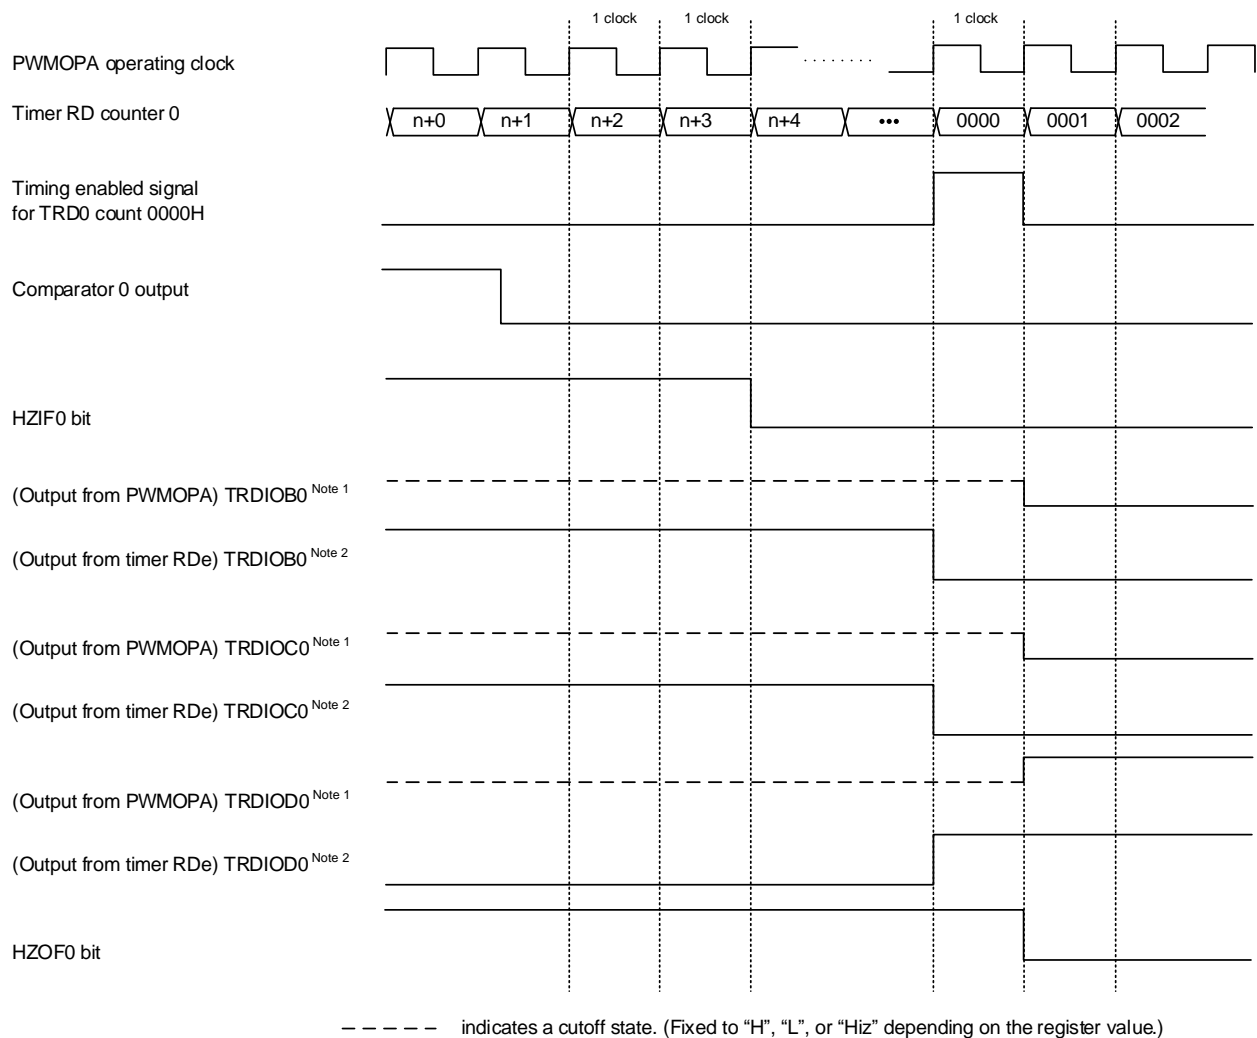 1 clock 1 clock 1 clock
PWMOPA operating clock
Timer RD counter 0 n+0 n+1 n+2 n+3 n+4 ••• 0000 0001 0002
Timing enabled signal
for TRD0 count 0000H
Comparator 0 output
HZIF0 bit
(Output from PWMOPA) TRDIOB0 Note 1
(Output from timer RDe) TRDIOB0 Note 2
(Output from PWMOPA) TRDIOC0 Note 1
(Output from timer RDe) TRDIOC0 Note 2
(Output from PWMOPA) TRDIOD0 Note 1
(Output from timer RDe) TRDIOD0 Note 2
HZOF0 bit
indicates a cutoff state. (Fixed to “H”, “L”, or “Hiz” depending on the register value.)